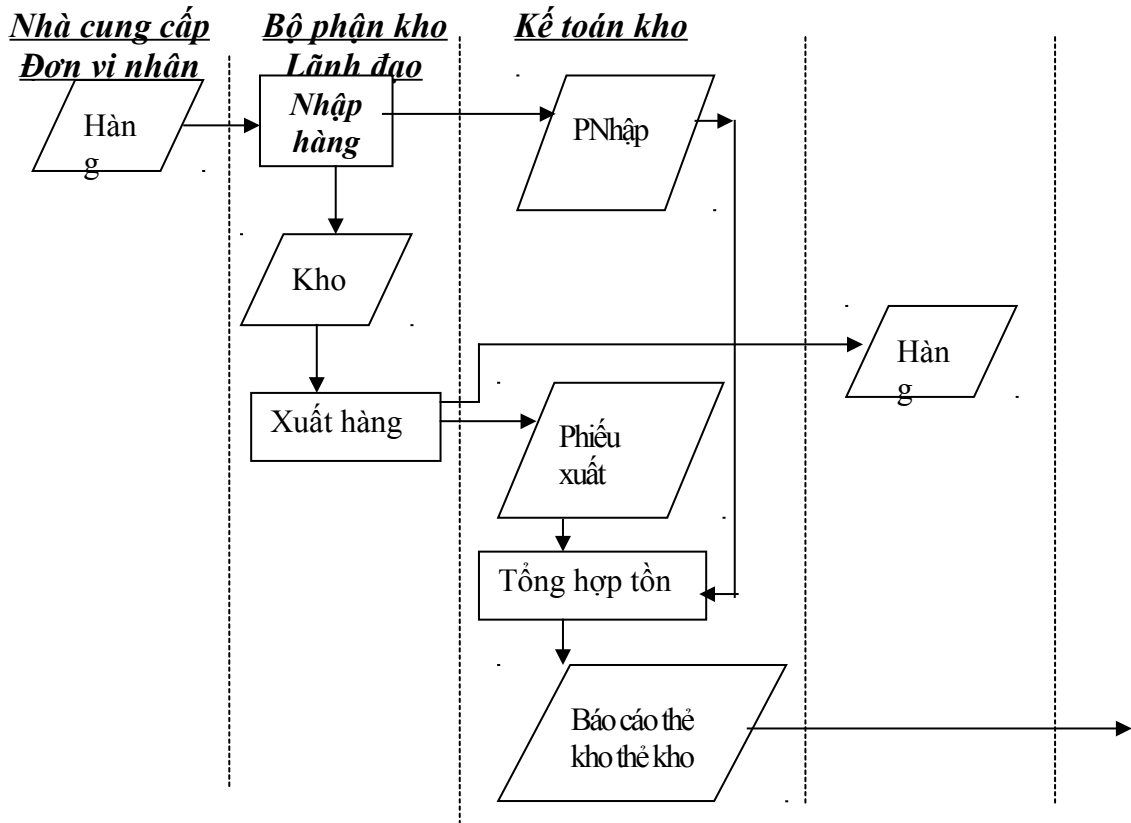 Nhà cung cấp Bộ phận kho Kế toán kho
Đơn vi nhân Lãnh đạo
Hàn
g
Nhập
hàng
PNhập
Kho
Hàn
g
Xuất hàng
Phiếu
xuất
Tổng hợp tồn
Báo cáo thẻ
kho thẻ kho